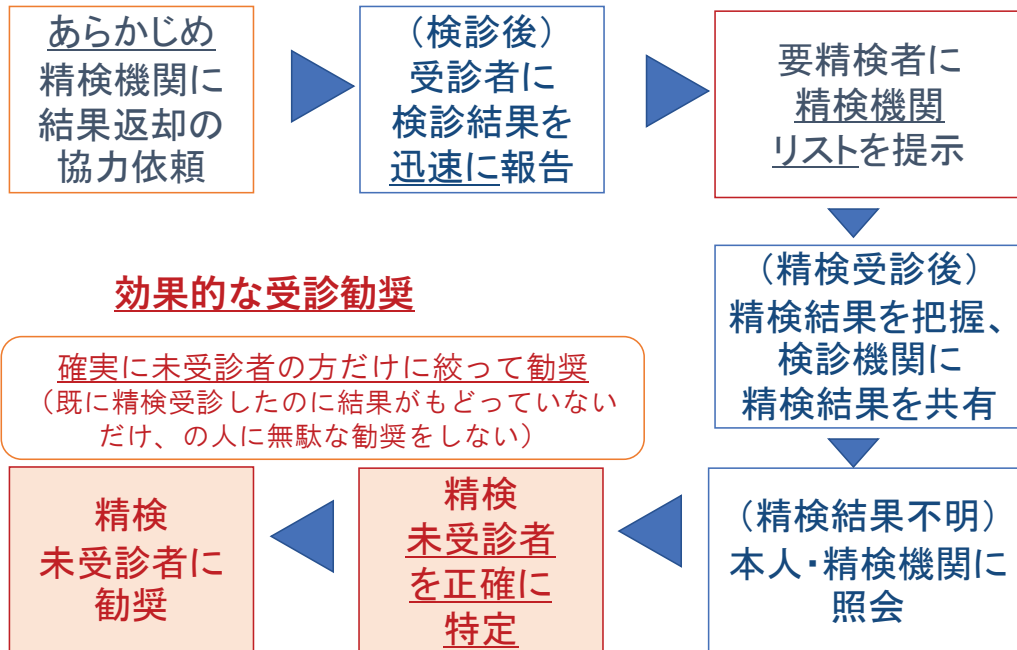 あらかじめ
精検機関に
結果返却の
協力依頼
（検診後）
受診者に
検診結果を
迅速に報告
要精検者に
精検機関
リストを提示
（精検受診後）
精検結果を把握、
検診機関に
精検結果を共有
（精検結果不明）
本人・精検機関に
照会
精検
未受診者
を正確に
特定
精検
未受診者に
勧奨
効果的な受診勧奨
確実に未受診者の方だけに絞って勧奨
（既に精検受診したのに結果がもどっていない
だけ、の人に無駄な勧奨をしない）